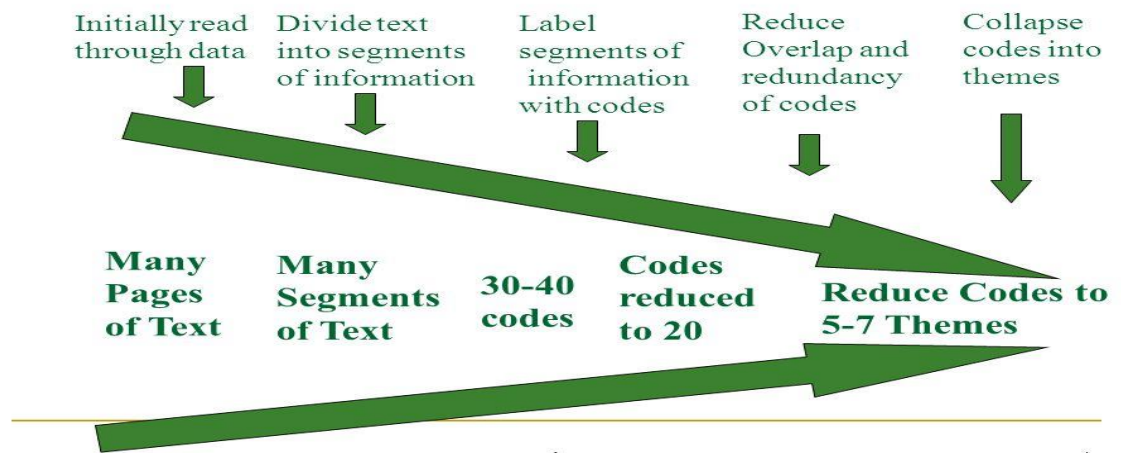 Initially read
through data
Divide text
into segments
of information
Label
segments of
information
with codes
Reduce
Overlap and
redundancy
of codes
Collapse
codes into
themes
Many
Pages
of Text
Many
Segments
of Text
30-40
codes
Codes
reduced
to 20
Reduce Codes to
5-7 Themes